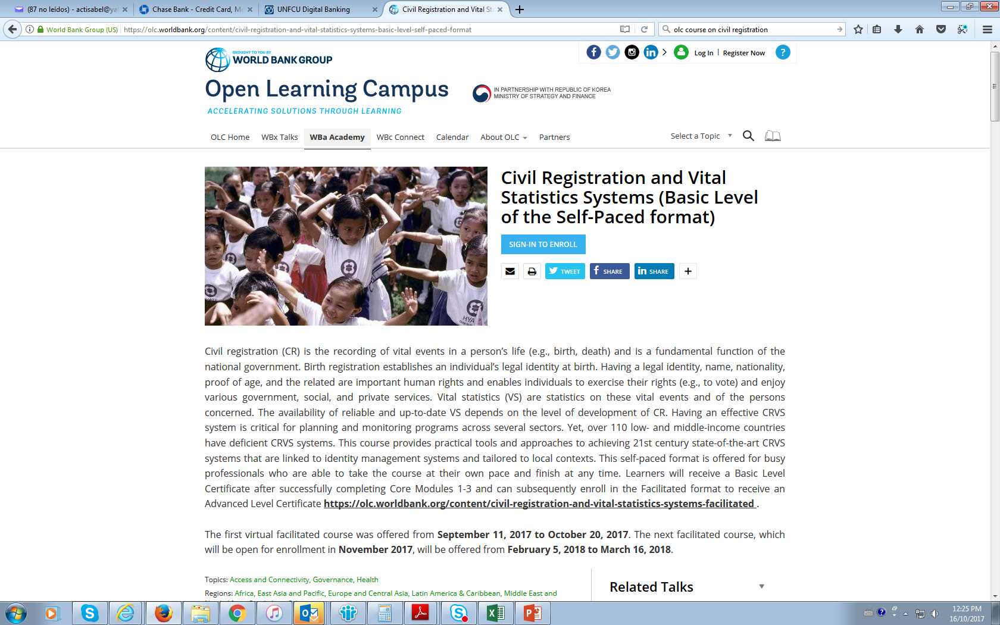 (87 no leídos) - actisabel@ya
Chase Bank - Credit Card, Mo
UNFCU Digital Banking
Civil Registration and Vital St
World Bank Group (US)
https://olc.worldbank.org/content/civil-registration-and-vital-statistics-systems-basic-level-self-paced-format
olc course on civil registration
BROUGHT TO YOU BY
WORLD BANK GROUP
Log In | Register Now
?
Open Learning Campus
ACCELERATING SOLUTIONS THROUGH LEARNING
IN PARTNERSHIP WITH REPUBLIC OF KOREA
MINISTRY OF STRATEGY AND FINANCE
OLC Home WBx Talks WBa Academy WBc Connect Calendar About OLC Partners
Select a Topic
Civil Registration and Vital
Statistics Systems (Basic Level
of the Self-Paced format)
SIGN-IN TO ENROLL
TWEET
SHARE
SHARE
Civil registration (CR) is the recording of vital events in a person’s life (e.g., birth, death) and is a fundamental function of the
national government. Birth registration establishes an individual’s legal identity at birth. Having a legal identity, name, nationality,
proof of age, and the related are important human rights and enables individuals to exercise their rights (e.g., to vote) and enjoy
various government, social, and private services. Vital statistics (VS) are statistics on these vital events and of the persons
concerned. The availability of reliable and up-to-date VS depends on the level of development of CR. Having an effective CRVS
system is critical for planning and monitoring programs across several sectors. Yet, over 110 low- and middle-income countries
have deficient CRVS systems. This course provides practical tools and approaches to achieving 21st century state-of-the-art CRVS
systems that are linked to identity management systems and tailored to local contexts. This self-paced format is offered for busy
professionals who are able to take the course at their own pace and finish at any time. Learners will receive a Basic Level
Certificate after successfully completing Core Modules 1-3 and can subsequently enroll in the Facilitated format to receive an
Advanced Level Certificate https://olc.worldbank.org/content/civil-registration-and-vital-statistics-systems-facilitated .
The first virtual facilitated course was offered from September 11, 2017 to October 20, 2017. The next facilitated course, which
will be open for enrollment in November 2017, will be offered from February 5, 2018 to March 16, 2018.
Topics: Access and Connectivity, Governance, Health
Regions: Africa, East Asia and Pacific, Europe and Central Asia, Latin America & Caribbean, Middle East and
Related Talks
12:25 PM
16/10/2017